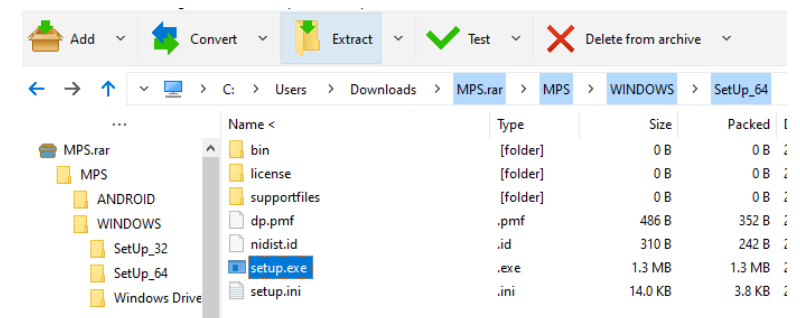 Add Convert Extract Test Delete from archive
C: > Users > Downloads > MPS.rar > MPS > WINDOWS > SetUp_64
... Name < Type Size Packed
MPS.rar bin [folder] 0 B 0 B
MPS license [folder] 0 B 0 B
ANDROID supportfiles [folder] 0 B 0 B
WINDOWS dp.pmf .pmf 486 B 352 B
SetUp_32 nidist.id .id 310 B 242 B
SetUp_64 setup.exe .exe 1.3 MB 1.3 MB
Windows Drive setup.ini .ini 14.0 KB 3.8 KB